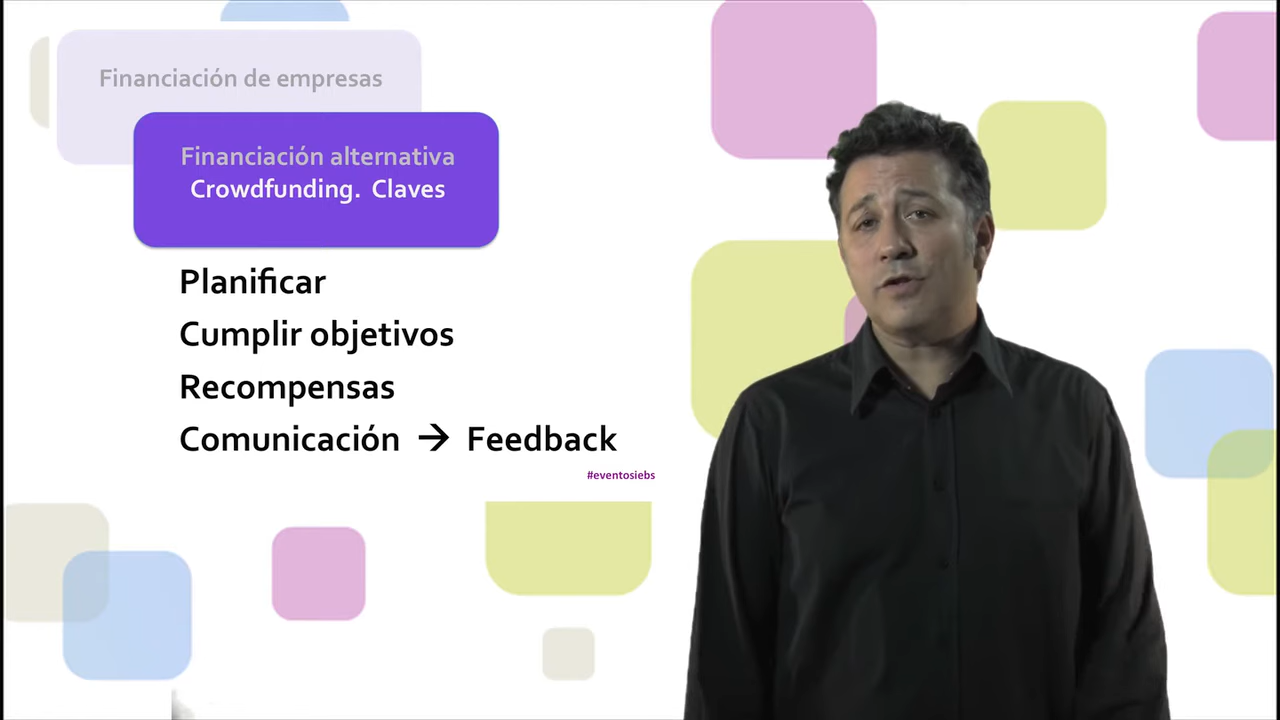 Financiación de empresas
Financiación alternativa
Crowdfunding. Claves
Planificar
Cumplir objetivos
Recompensas
Comunicación → Feedback
#eventosiebs